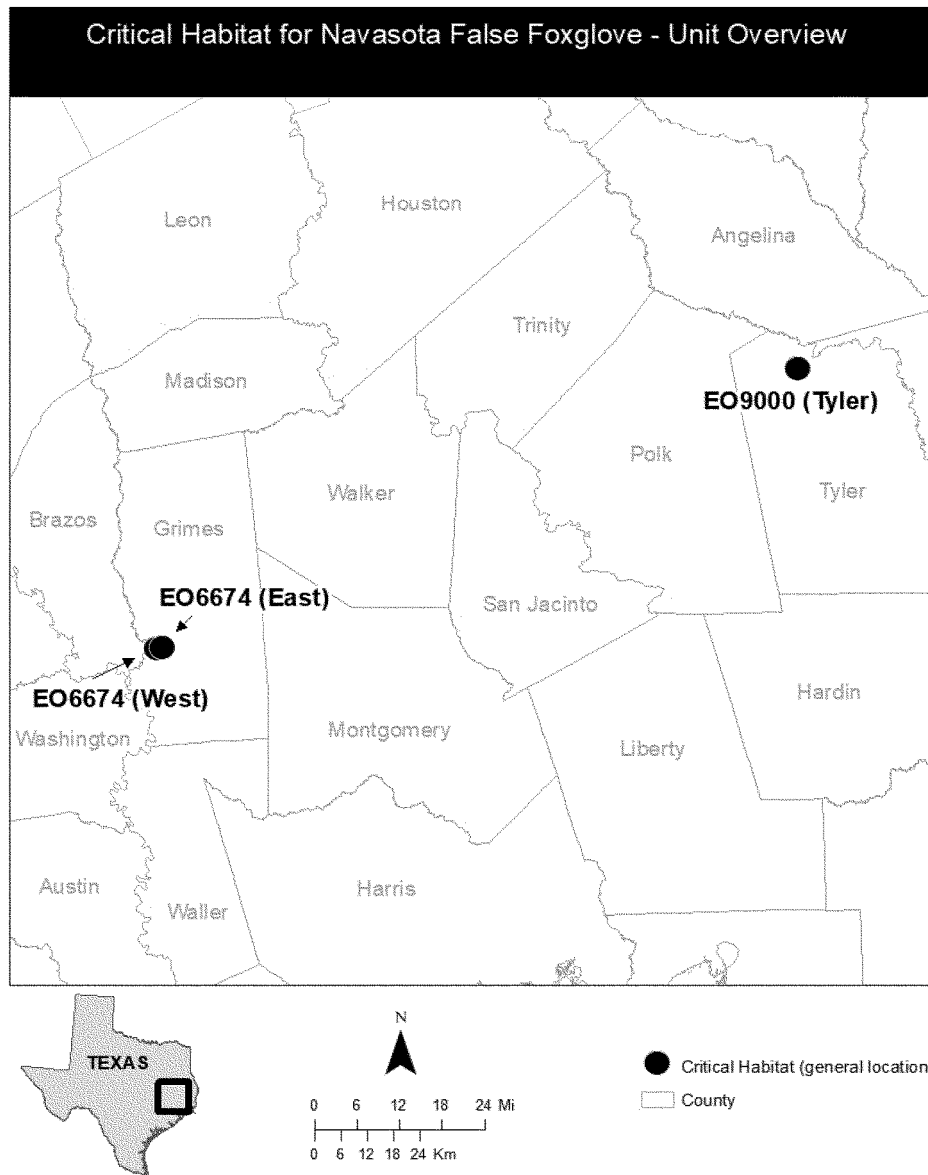 Critical Habitat for Navasota False Foxglove - Unit Overview
Houston
Leon
Angelina
Trinity
Madison
EO9000 (Tyler)
Polk
Walker
Tyler
Brazos
Grimes
EO6674 (East)
San Jacinto
EO6674 (West)
Hardin
Washington
Montgomery
Liberty
Austin
Harris
Waller
TEXAS
N
0 6 12 18 24 Mi
0 6 12 18 24 Km
Critical Habitat (general location
County